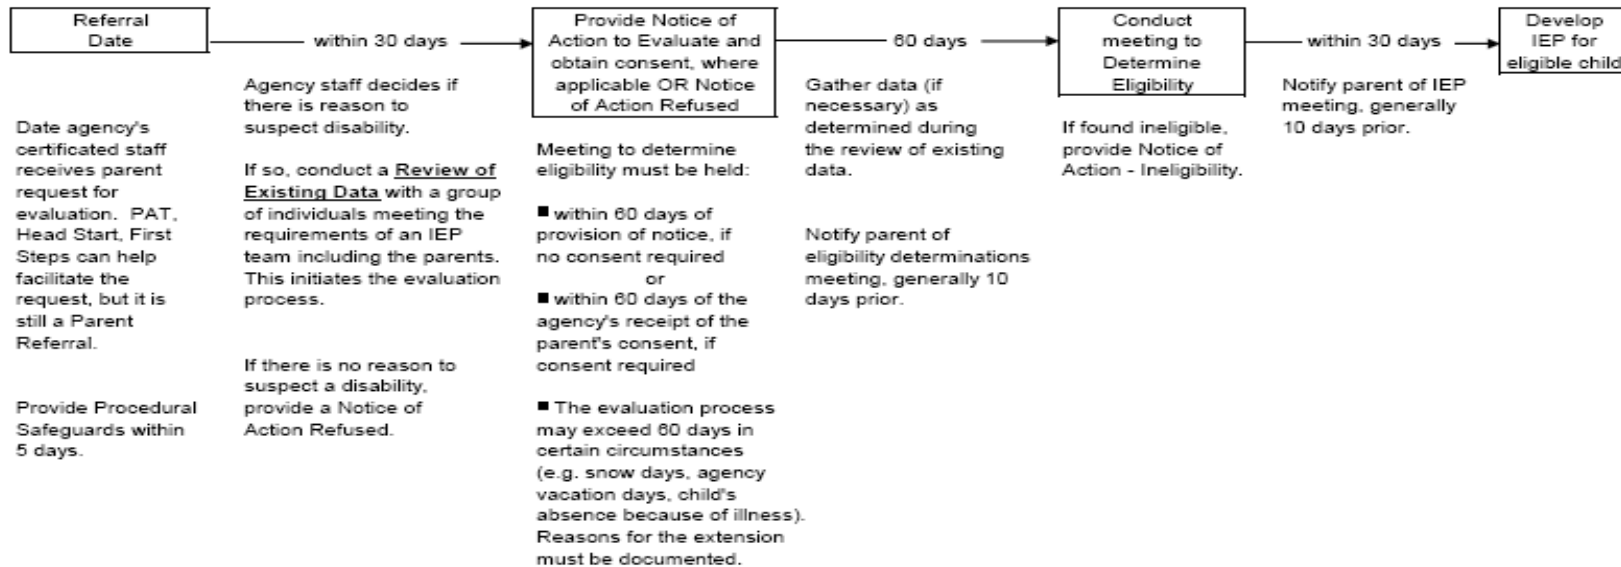 Referral
Date
within 30 days
Provide Notice of
Action to Evaluate and
obtain consent, where
applicable OR Notice
of Action Refused
60 days
Conduct
meeting to
Determine
Eligibility
within 30 days
Develop
IEP for
eligible child
Date agency's
certificated staff
receives parent
request for
evaluation. PAT,
Head Start, First
Steps can help
facilitate the
request, but it is
still a Parent
Referral.
Provide Procedural
Safeguards within
5 days.
Agency staff decides if
there is reason to
suspect disability.
If so, conduct a Review of
Existing Data with a group
of individuals meeting the
requirements of an IEP
team including the parents.
This initiates the evaluation
process.
If there is no reason to
suspect a disability,
provide a Notice of
Action Refused.
Meeting to determine
eligibility must be held:
■ within 60 days of
provision of notice, if
no consent required
or
■ within 60 days of the
agency's receipt of the
parent's consent, if
consent required
■ The evaluation process
may exceed 60 days in
certain circumstances
(e.g. snow days, agency
vacation days, child's
absence because of illness).
Reasons for the extension
must be documented.
Gather data (if
necessary) as
determined during
the review of existing
data.
Notify parent of
eligibility determinations
meeting, generally 10
days prior.
If found ineligible,
provide Notice of
Action - Ineligibility.
Notify parent of IEP
meeting, generally
10 days prior.